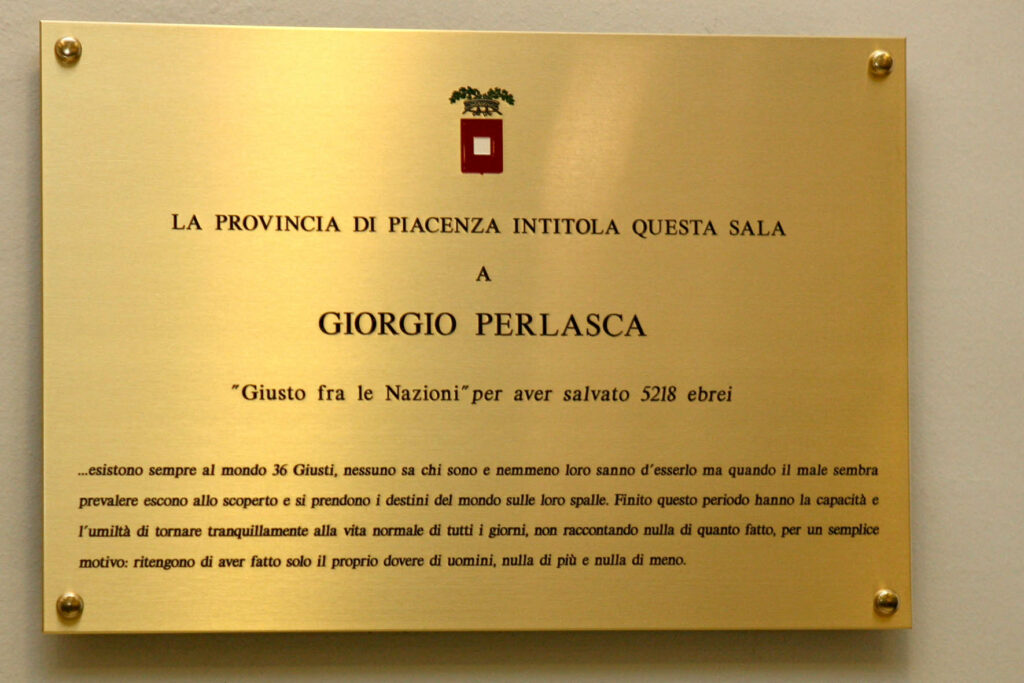 LA PROVINCIA DI PIACENZA INTITOLA QUESTA SALA
A
GIORGIO PERLASCA
"Giusto fra le Nazioni" per aver salvato 5218 ebrei
...esistono sempre al mondo 36 Giusti, nessuno sa chi sono e nemmeno loro sanno d'esserlo ma quando il male sembra
prevalere escono allo scoperto e si prendono i destini del mondo sulle loro spalle. Finito questo periodo hanno la capacità e
l'umiltà di tornare tranquillamente alla vita normale di tutti i giorni, non raccontando nulla di quanto fatto, per un semplice
motivo: ritengono di aver fatto solo il proprio dovere di uomini, nulla di più e nulla di meno.